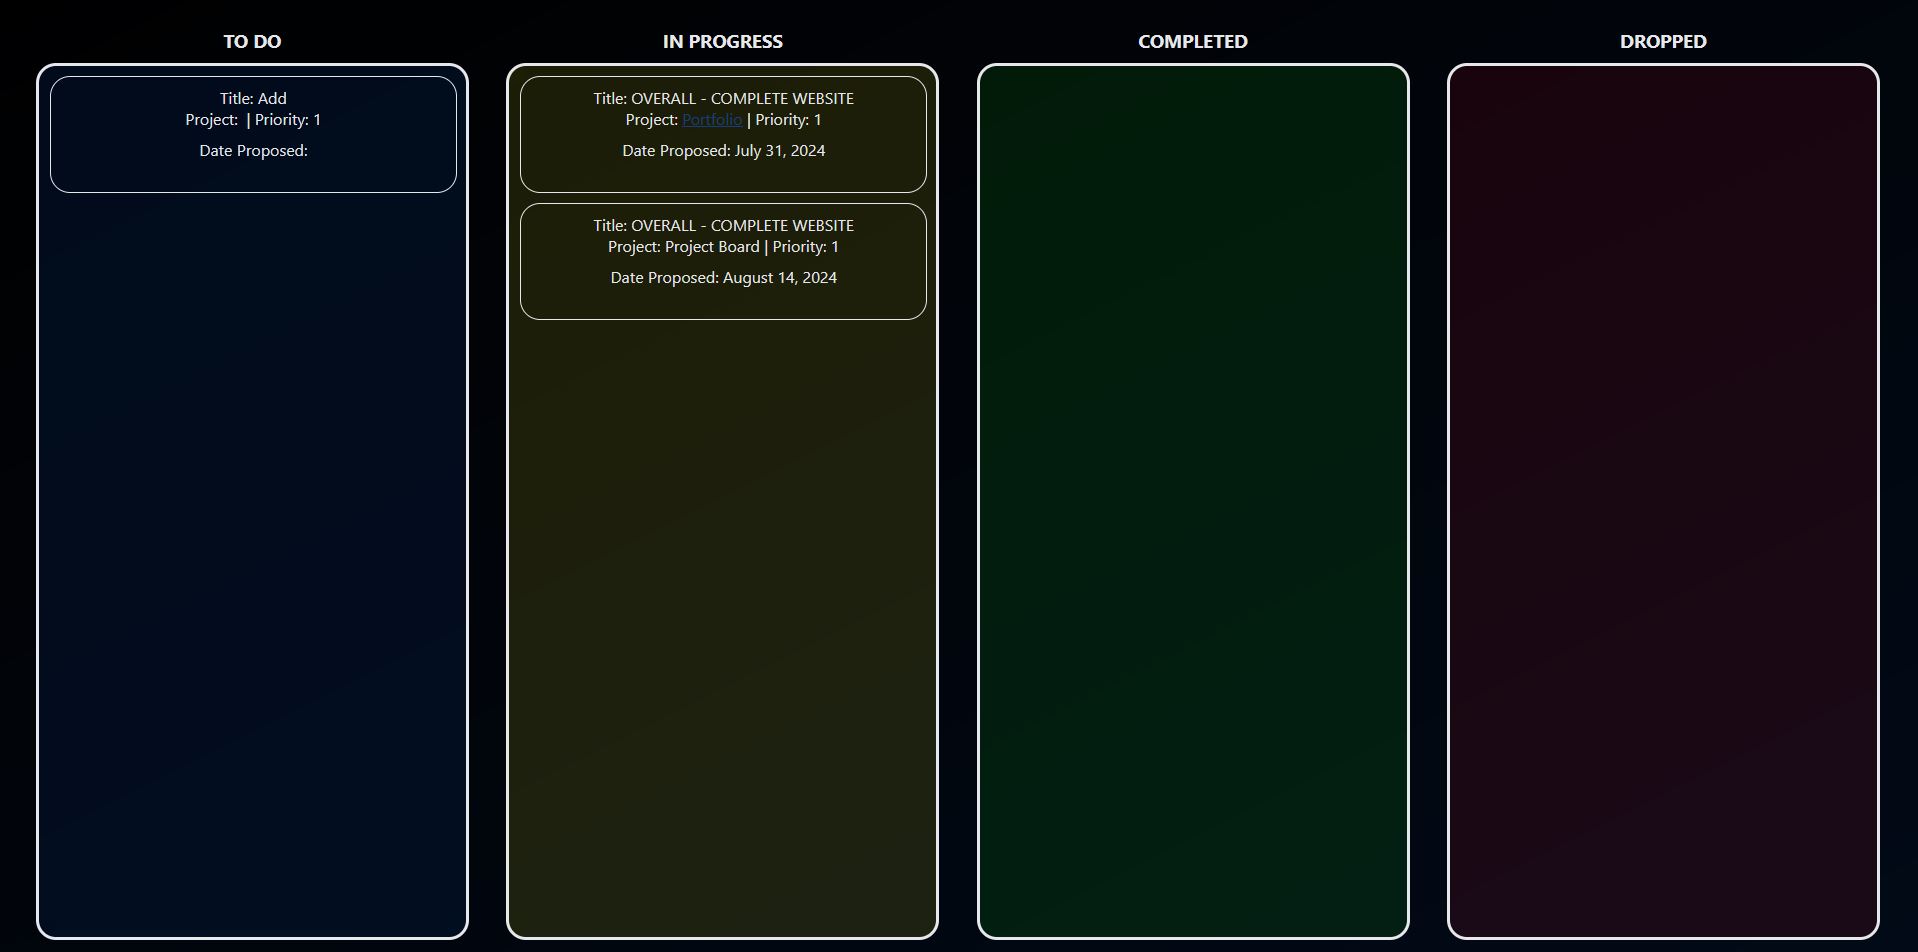 TO DO
Title: Add
Project:  | Priority: 1
Date Proposed:
IN PROGRESS
Title: OVERALL - COMPLETE WEBSITE
Project: Portfolio | Priority: 1
Date Proposed: July 31, 2024
Title: OVERALL - COMPLETE WEBSITE
Project: Project Board | Priority: 1
Date Proposed: August 14, 2024
COMPLETED
DROPPED